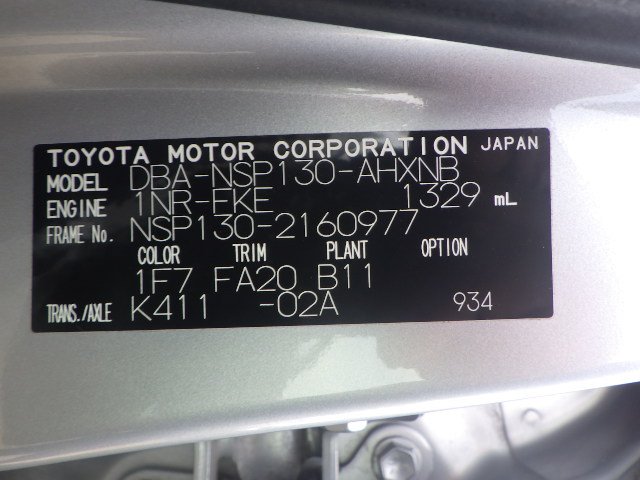 TOYOTA MOTOR CORPORATION JAPAN
MODEL DBA-NSP130-AHXNB
ENGINE 1NR-FKE 1329 mL
FRAME No. NSP130-2160977
COLOR TRIM PLANT OPTION
1F7 FA20 B11
TRANS./AXLE K411 -02A 934